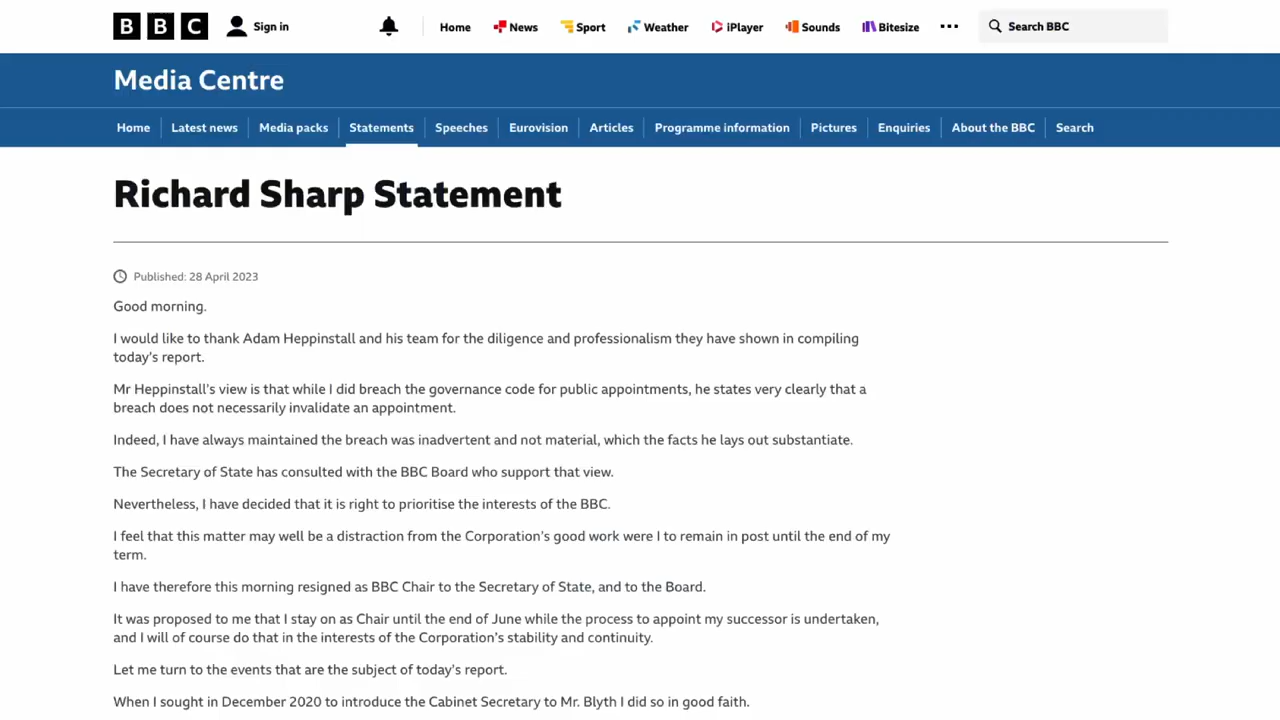 BBC Sign in Home News Sport Weather iPlayer Sounds Bitesize Search BBC
Media Centre
Home Latest news Media packs Statements Speeches Eurovision Articles Programme information Pictures Enquiries About the BBC Search
Richard Sharp Statement
Published: 28 April 2023
Good morning.
I would like to thank Adam Heppinstall and his team for the diligence and professionalism they have shown in compiling
today's report.
Mr Heppinstall's view is that while I did breach the governance code for public appointments, he states very clearly that a
breach does not necessarily invalidate an appointment.
Indeed, I have always maintained the breach was inadvertent and not material, which the facts he lays out substantiate.
The Secretary of State has consulted with the BBC Board who support that view.
Nevertheless, I have decided that it is right to prioritise the interests of the BBC.
I feel that this matter may well be a distraction from the Corporation's good work were I to remain in post until the end of my
term.
I have therefore this morning resigned as BBC Chair to the Secretary of State, and to the Board.
It was proposed to me that I stay on as Chair until the end of June while the process to appoint my successor is undertaken,
and I will of course do that in the interests of the Corporation's stability and continuity.
Let me turn to the events that are the subject of today's report.
When I sought in December 2020 to introduce the Cabinet Secretary to Mr. Blyth I did so in good faith.